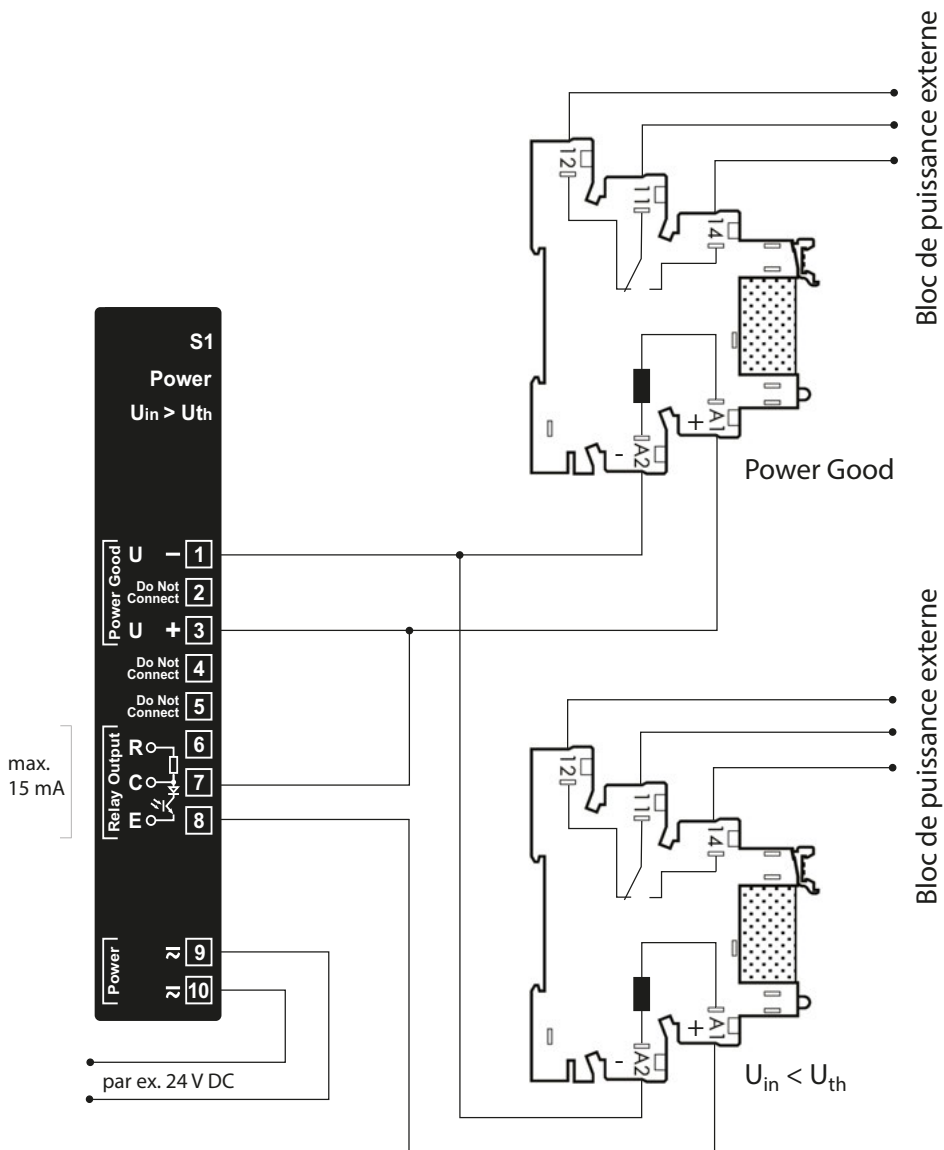 Bloc de puissance externe
12
11
14
+
A1
-
A2
Power Good
S1
Power
Uin > Uth
Power Good
U − 1
Do Not
Connect
2
U + 3
Do Not
Connect
4
Do Not
Connect
5
Relay Output
R 6
C 7
E 8
max.
15 mA
Power
≂ 9
≂ 10
par ex. 24 V DC
Bloc de puissance externe
12
11
14
+
A1
-
A2
Uin < Uth